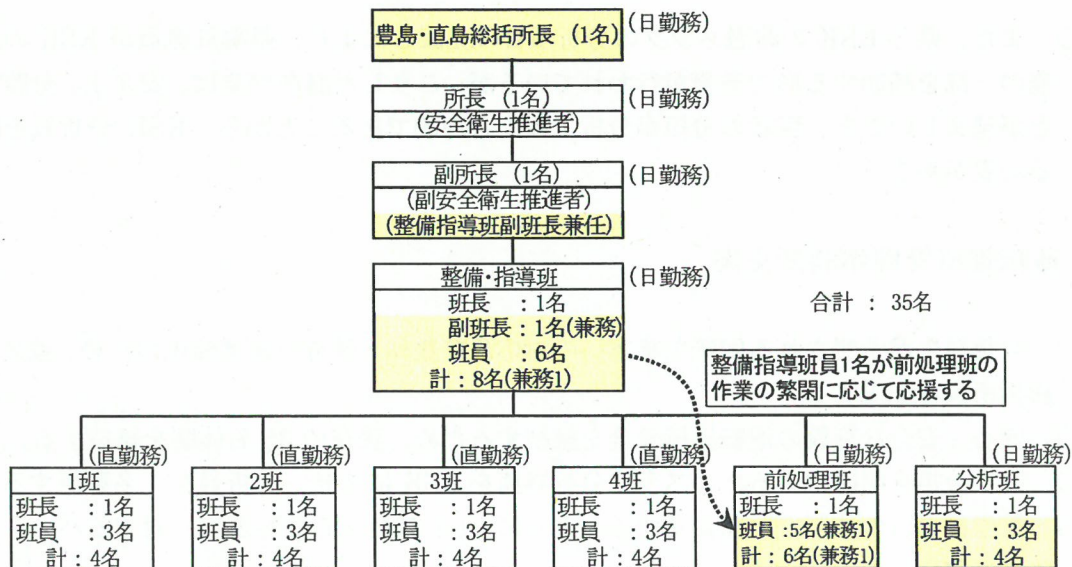 豊島・直島総括所長 (1名)
(日勤務)
所長 (1名)
(安全衛生推進者)
(日勤務)
副所長 (1名)
(副安全衛生推進者)
(整備指導班副班長兼任)
(日勤務)
整備・指導班
班長 :1名
副班長:1名(兼務)
班員 :6名
計:8名(兼務1)
(日勤務)
合計 : 35名
整備指導班員1名が前処理班の
作業の繁閑に応じて応援する
(直勤務)
1班
班長 :1名
班員 :3名
計:4名
(直勤務)
2班
班長 :1名
班員 :3名
計:4名
(直勤務)
3班
班長 :1名
班員 :3名
計:4名
(直勤務)
4班
班長 :1名
班員 :3名
計:4名
(日勤務)
前処理班
班長 :1名
班員:5名(兼務1)
計:6名(兼務1)
(日勤務)
分析班
班長 :1名
班員 :3名
計:4名